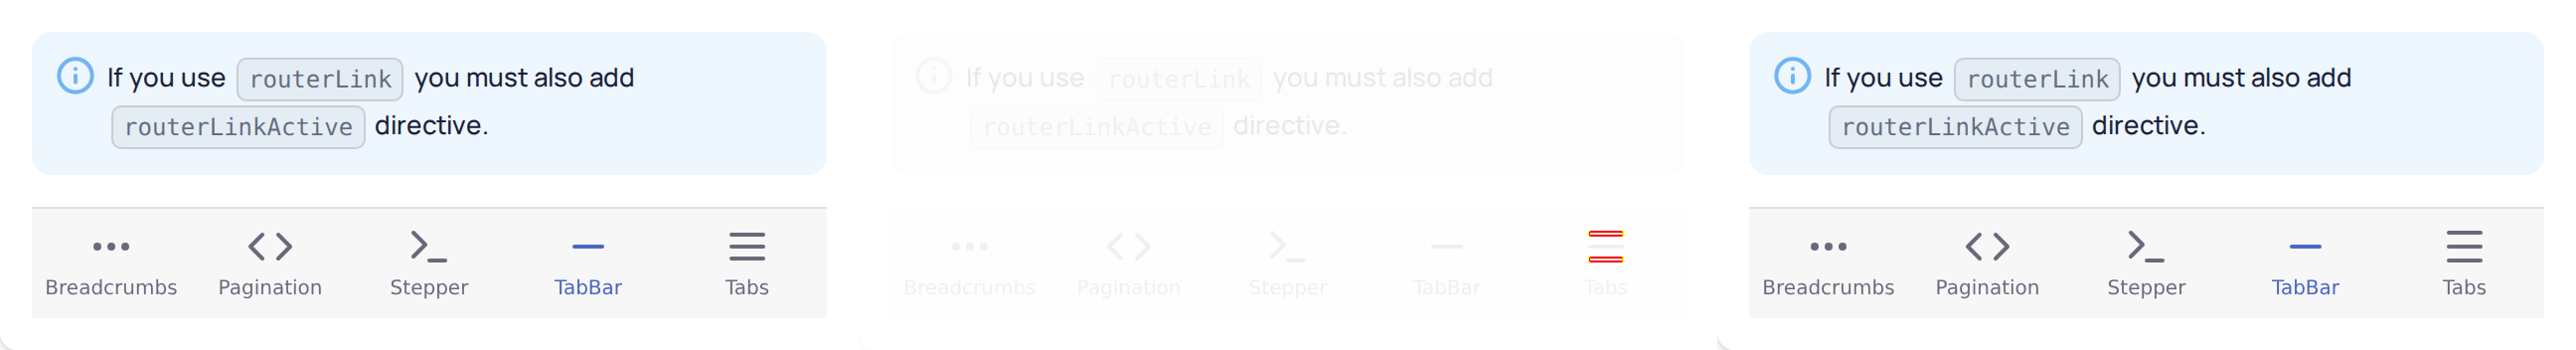 If you use routerLink you must also add
routerLinkActive directive.
Breadcrumbs Pagination Stepper TabBar Tabs
If you use routerLink you must also add
routerLinkActive directive.
Breadcrumbs Pagination Stepper TabBar Tabs
If you use routerLink you must also add
routerLinkActive directive.
Breadcrumbs Pagination Stepper TabBar Tabs